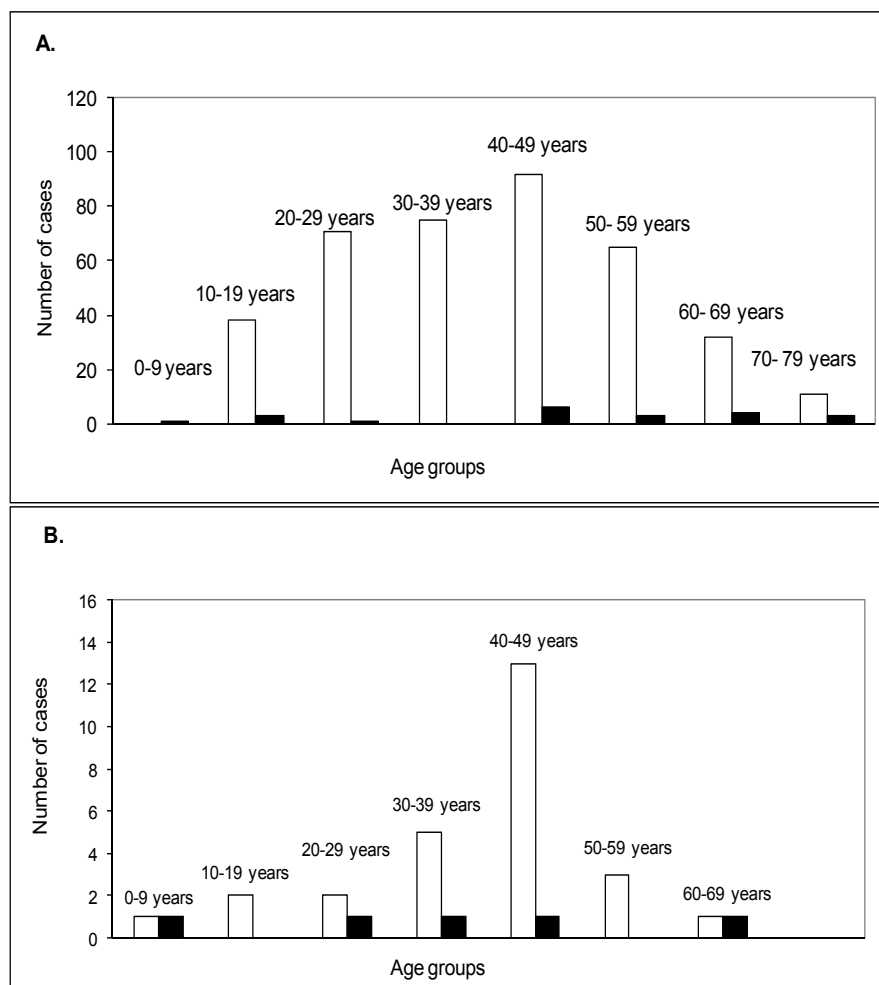 A.
Number of cases
120
100
80
60
40
20
0
0-9 years
10-19 years
20-29 years
30-39 years
40-49 years
50- 59 years
60- 69 years
70- 79 years
Age groups
B.
Number of cases
16
14
12
10
8
6
4
2
0
0-9 years
10-19 years
20-29 years
30-39 years
40-49 years
50-59 years
60-69 years
Age groups